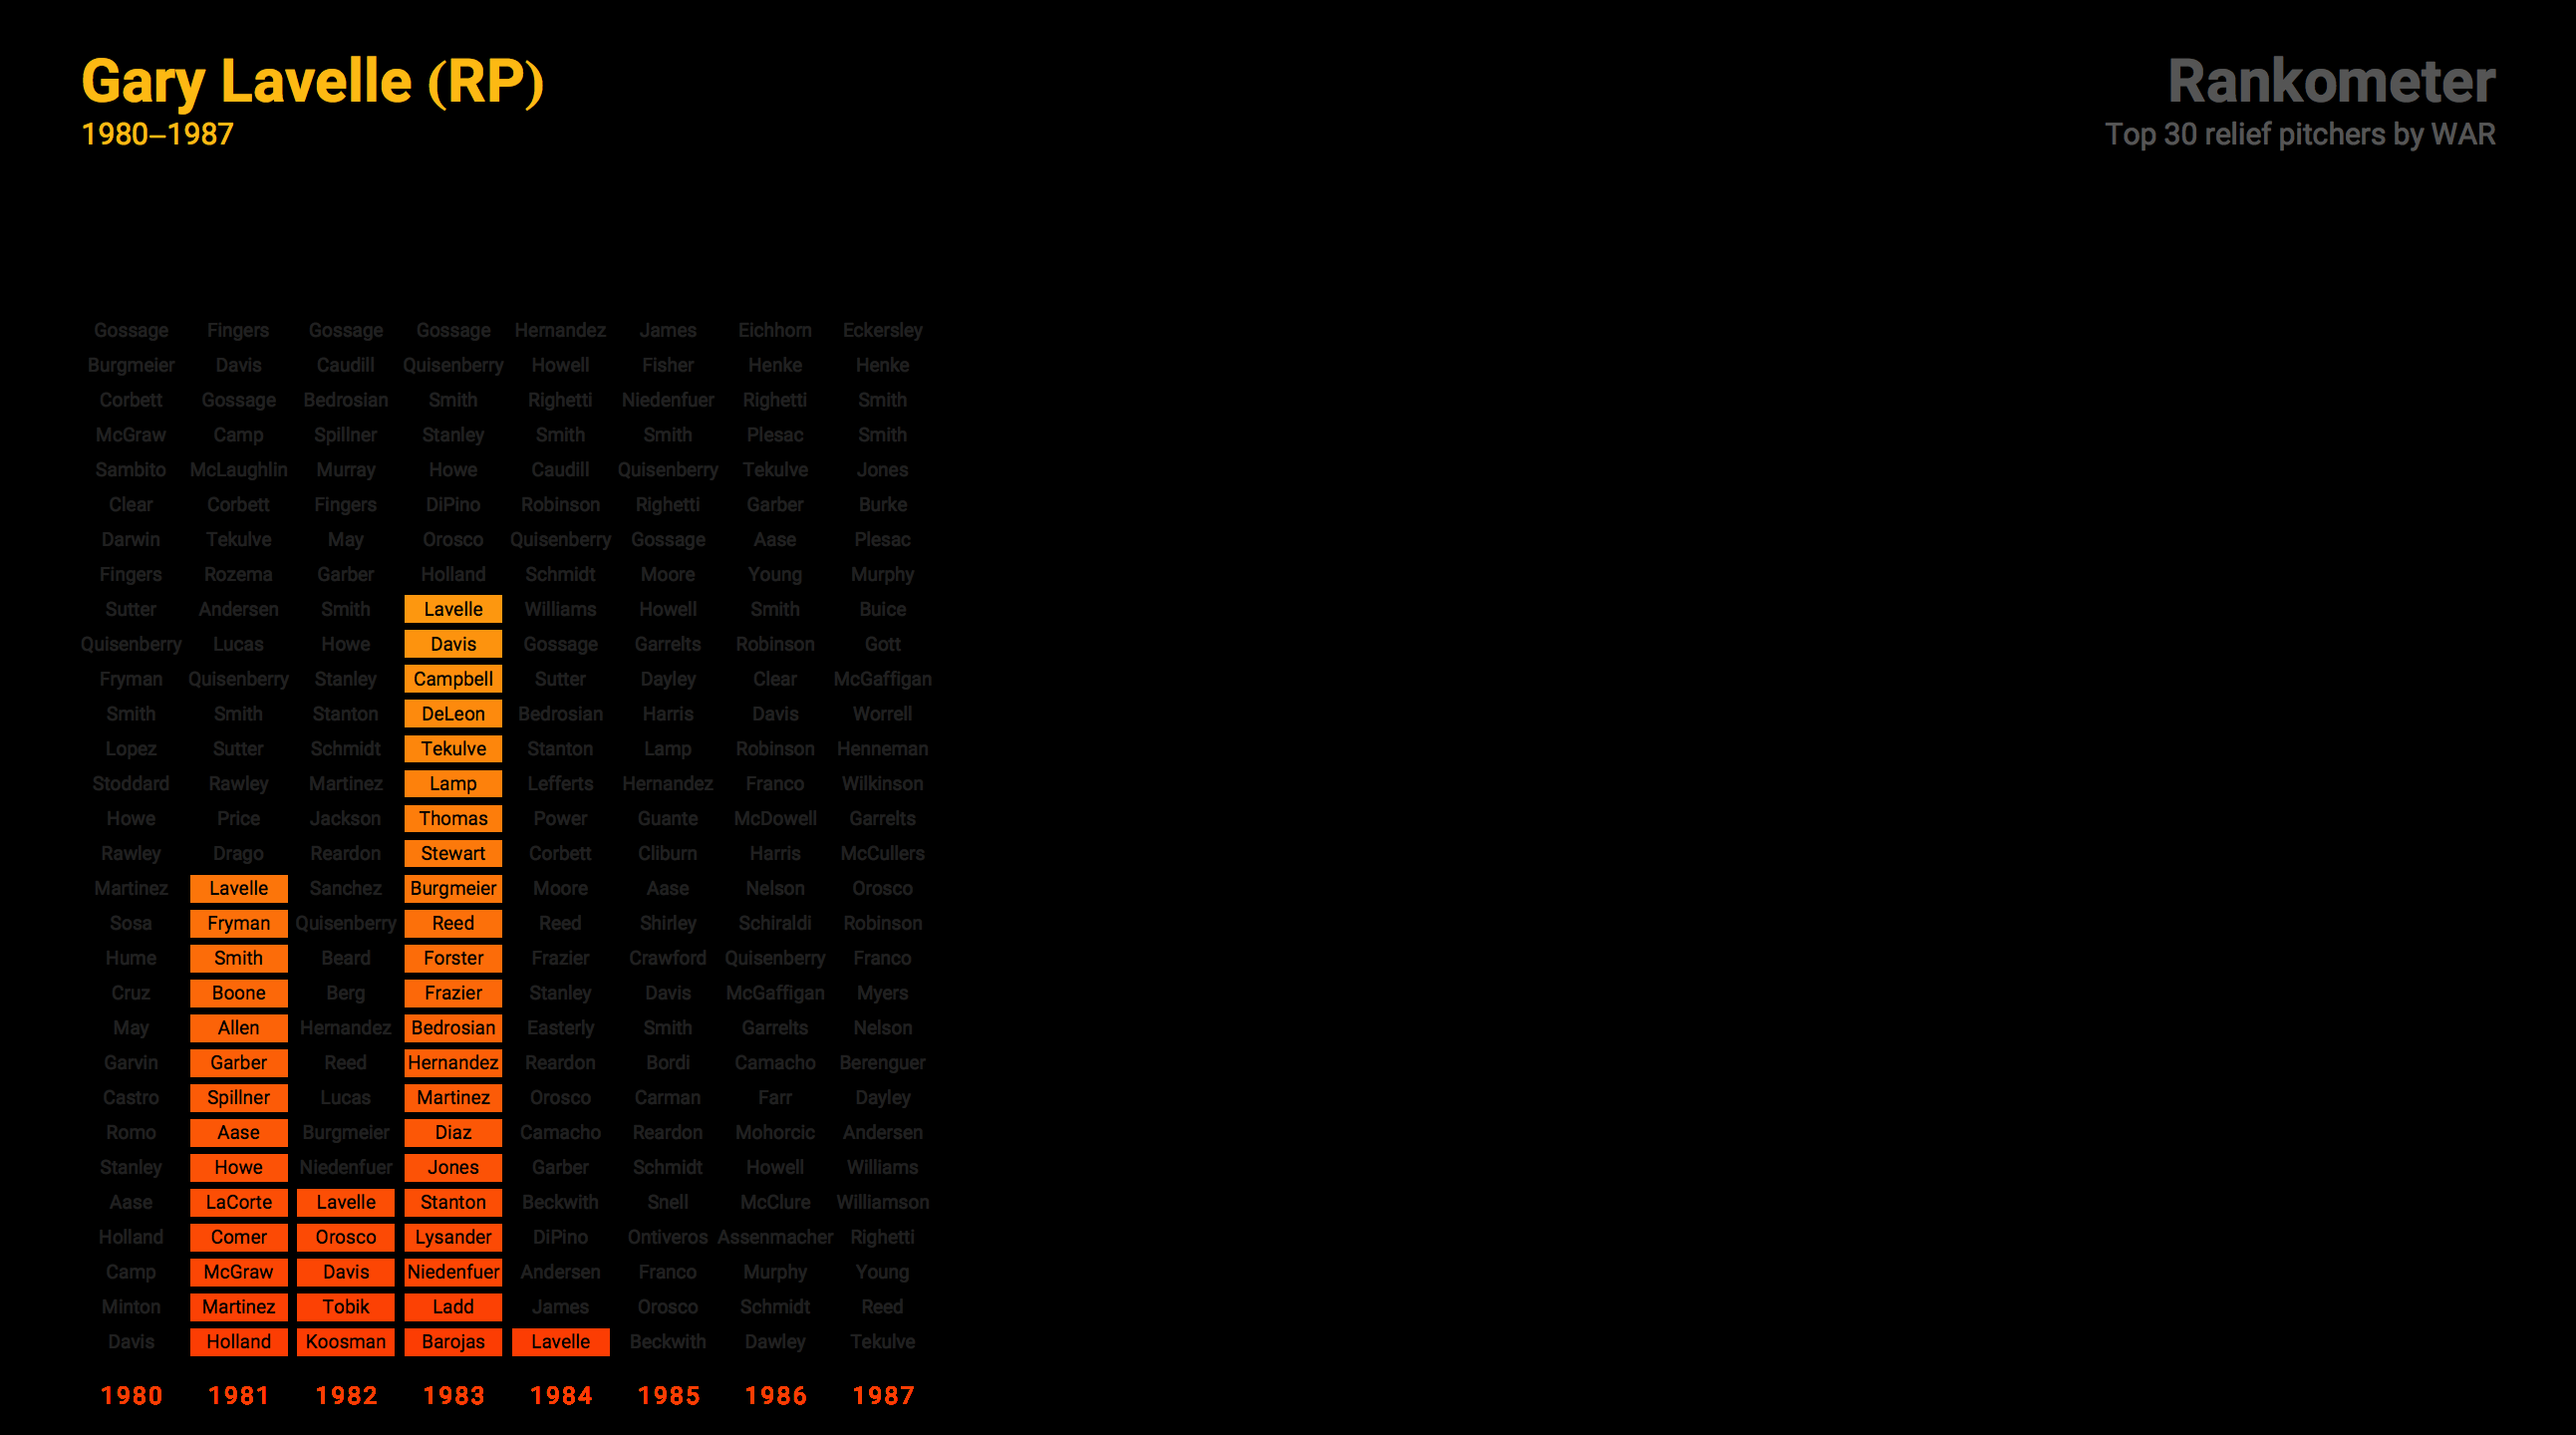 Gary Lavelle (RP)
1980–1987
Rankometer
Top 30 relief pitchers by WAR
Gossage Fingers Gossage Gossage Hernandez James Eichhorn Eckersley
Burgmeier Davis Caudill Quisenberry Howell Fisher Henke Henke
Corbett Gossage Bedrosian Smith Righetti Niedenfuer Righetti Smith
McGraw Camp Spillner Stanley Smith Smith Plesac Smith
Sambito McLaughlin Murray Howe Caudill Quisenberry Tekulve Jones
Clear Corbett Fingers DiPino Robinson Righetti Garber Burke
Darwin Tekulve May Orosco Quisenberry Gossage Aase Plesac
Fingers Rozema Garber Holland Schmidt Moore Young Murphy
Sutter Andersen Smith Lavelle Williams Howell Smith Buice
Quisenberry Lucas Howe Davis Gossage Garrelts Robinson Gott
Fryman Quisenberry Stanley Campbell Sutter Dayley Clear McGaffigan
Smith Smith Stanton DeLeon Bedrosian Harris Davis Worrell
Lopez Sutter Schmidt Tekulve Stanton Lamp Robinson Henneman
Stoddard Rawley Martinez Lamp Lefferts Hernandez Franco Wilkinson
Howe Price Jackson Thomas Power Guante McDowell Garrelts
Rawley Drago Reardon Stewart Corbett Cliburn Harris McCullers
Martinez Lavelle Sanchez Burgmeier Moore Aase Nelson Orosco
Sosa Fryman Quisenberry Reed Reed Shirley Schiraldi Robinson
Hume Smith Beard Forster Frazier Crawford Quisenberry Franco
Cruz Boone Berg Frazier Stanley Davis McGaffigan Myers
May Allen Hernandez Bedrosian Easterly Smith Garrelts Nelson
Garvin Garber Reed Hernandez Reardon Bordi Camacho Berenguer
Castro Spillner Lucas Martinez Orosco Carman Farr Dayley
Romo Aase Burgmeier Diaz Camacho Reardon Mohorcic Andersen
Stanley Howe Niedenfuer Jones Garber Schmidt Howell Williams
Aase LaCorte Lavelle Stanton Beckwith Snell McClure Williamson
Holland Comer Orosco Lysander DiPino Ontiveros Assenmacher Righetti
Camp McGraw Davis Niedenfuer Andersen Franco Murphy Young
Minton Martinez Tobik Ladd James Orosco Schmidt Reed
Davis Holland Koosman Barojas Lavelle Beckwith Dawley Tekulve
1980 1981 1982 1983 1984 1985 1986 1987